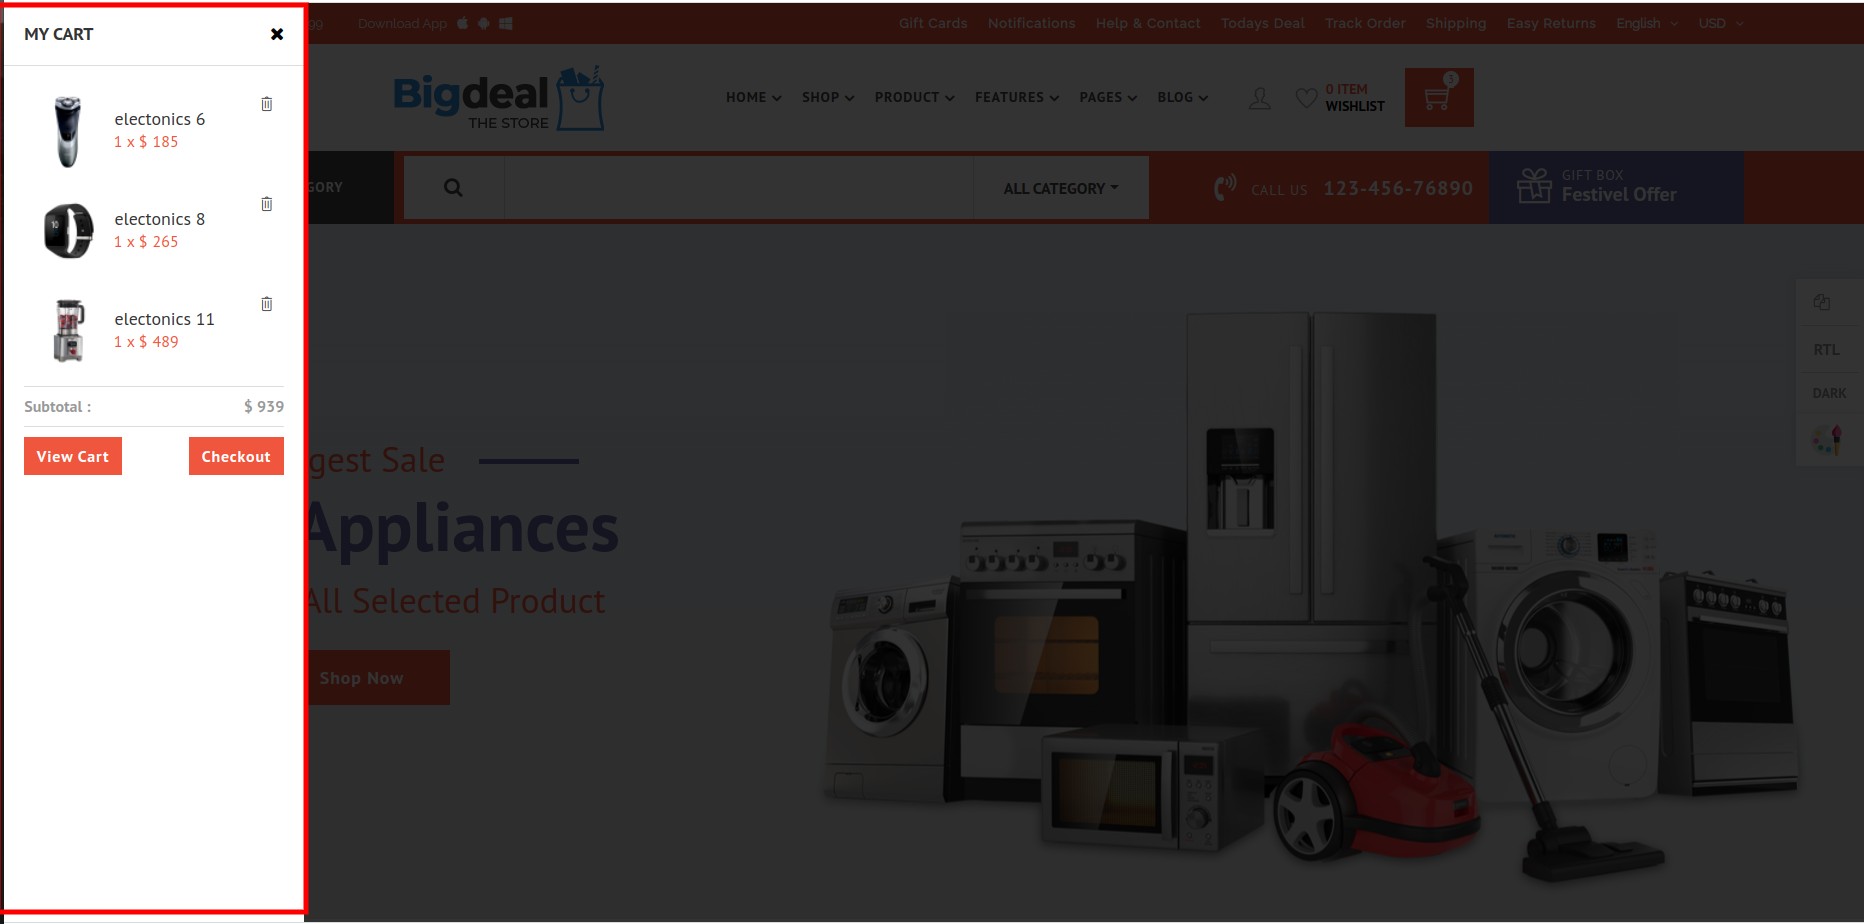 MY CART
electonics 6
1 x $ 185
electonics 8
1 x $ 265
electonics 11
1 x $ 489
Subtotal : $ 939
View Cart Checkout
99 Download App Gift Cards Notifications Help & Contact Todays Deal Track Order Shipping Easy Returns English USD
Bigdeal
THE STORE
HOME SHOP PRODUCT FEATURES PAGES BLOG
0 ITEM
WISHLIST
3
GORY ALL CATEGORY CALL US 123-456-76890
GIFT BOX
Festivel Offer
RTL
DARK
gest Sale
Appliances
All Selected Product
Shop Now